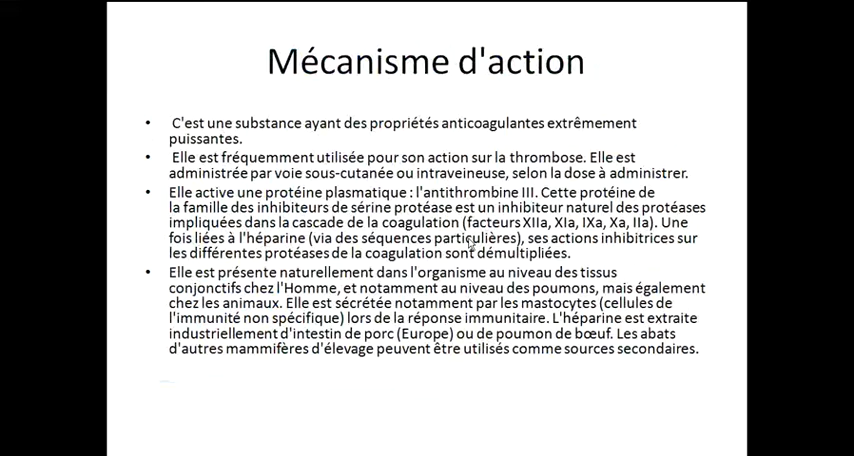 Mécanisme d'action
• C'est une substance ayant des propriétés anticoagulantes extrêmement
puissantes.
• Elle est fréquemment utilisée pour son action sur la thrombose. Elle est
administrée par voie sous-cutanée ou intraveineuse, selon la dose à administrer.
• Elle active une protéine plasmatique : l'antithrombine III. Cette protéine de
la famille des inhibiteurs de sérine protéase est un inhibiteur naturel des protéases
impliquées dans la cascade de la coagulation (facteurs XIIa, XIa, IXa, Xa, IIa). Une
fois liées à l'héparine (via des séquences particulières), ses actions inhibitrices sur
les différentes protéases de la coagulation sont démultipliées.
• Elle est présente naturellement dans l'organisme au niveau des tissus
conjonctifs chez l'Homme, et notamment au niveau des poumons, mais également
chez les animaux. Elle est sécrétée notamment par les mastocytes (cellules de
l'immunité non spécifique) lors de la réponse immunitaire. L'héparine est extraite
industriellement d'intestin de porc (Europe) ou de poumon de bœuf. Les abats
d'autres mammifères d'élevage peuvent être utilisés comme sources secondaires.